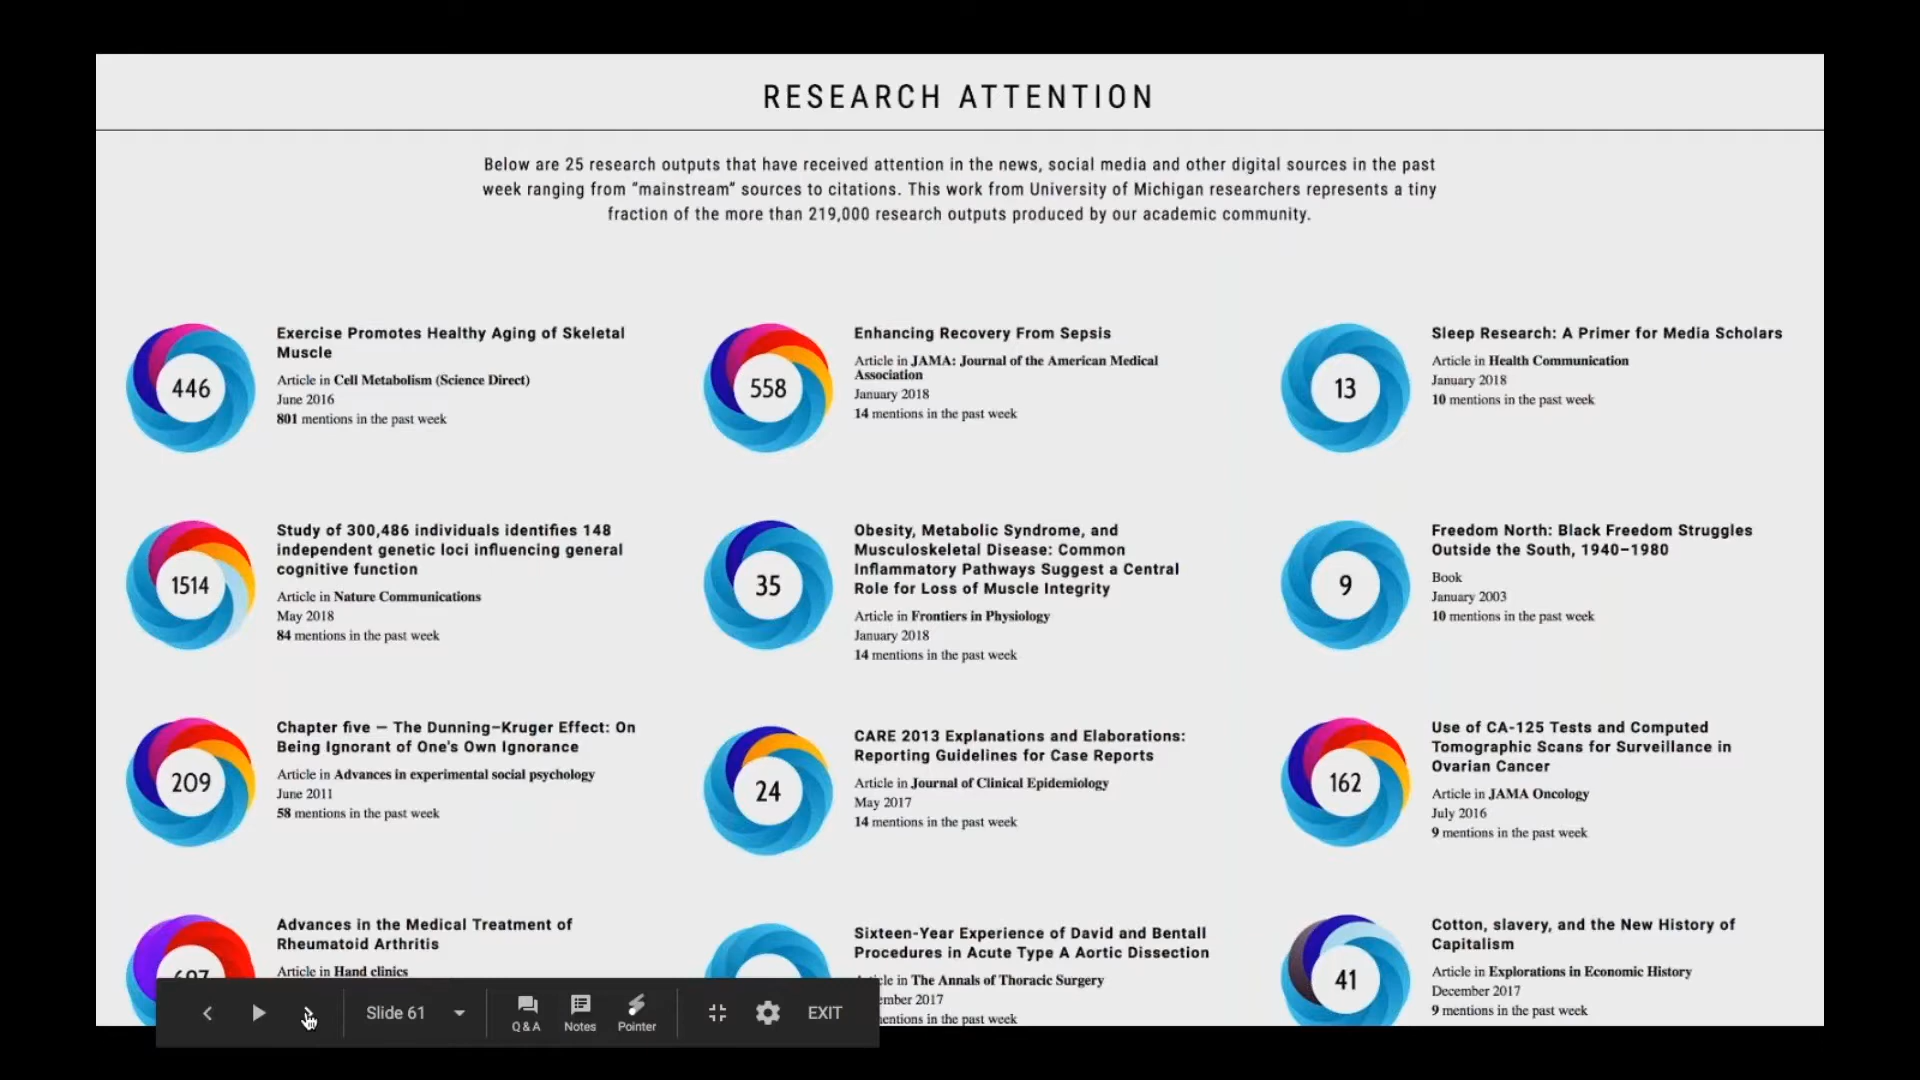 RESEARCH ATTENTION
Below are 25 research outputs that have received attention in the news, social media and other digital sources in the past
week ranging from “mainstream” sources to citations. This work from University of Michigan researchers represents a tiny
fraction of the more than 219,000 research outputs produced by our academic community.
446
Exercise Promotes Healthy Aging of Skeletal
Muscle
Article in Cell Metabolism (Science Direct)
June 2016
801 mentions in the past week
558
Enhancing Recovery From Sepsis
Article in JAMA: Journal of the American Medical
Association
January 2018
14 mentions in the past week
13
Sleep Research: A Primer for Media Scholars
Article in Health Communication
January 2018
10 mentions in the past week
1514
Study of 300,486 individuals identifies 148
independent genetic loci influencing general
cognitive function
Article in Nature Communications
May 2018
84 mentions in the past week
35
Obesity, Metabolic Syndrome, and
Musculoskeletal Disease: Common
Inflammatory Pathways Suggest a Central
Role for Loss of Muscle Integrity
Article in Frontiers in Physiology
January 2018
14 mentions in the past week
9
Freedom North: Black Freedom Struggles
Outside the South, 1940–1980
Book
January 2003
10 mentions in the past week
209
Chapter five — The Dunning–Kruger Effect: On
Being Ignorant of One's Own Ignorance
Article in Advances in experimental social psychology
June 2011
58 mentions in the past week
24
CARE 2013 Explanations and Elaborations:
Reporting Guidelines for Case Reports
Article in Journal of Clinical Epidemiology
May 2017
14 mentions in the past week
162
Use of CA-125 Tests and Computed
Tomographic Scans for Surveillance in
Ovarian Cancer
Article in JAMA Oncology
July 2016
9 mentions in the past week
Advances in the Medical Treatment of
Rheumatoid Arthritis
Article in Hand clinics
Sixteen-Year Experience of David and Bentall
Procedures in Acute Type A Aortic Dissection
in The Annals of Thoracic Surgery
2017
in the past week
41
Cotton, slavery, and the New History of
Capitalism
Article in Explorations in Economic History
December 2017
9 mentions in the past week
Slide 61
Q & A
Notes
Pointer
EXIT